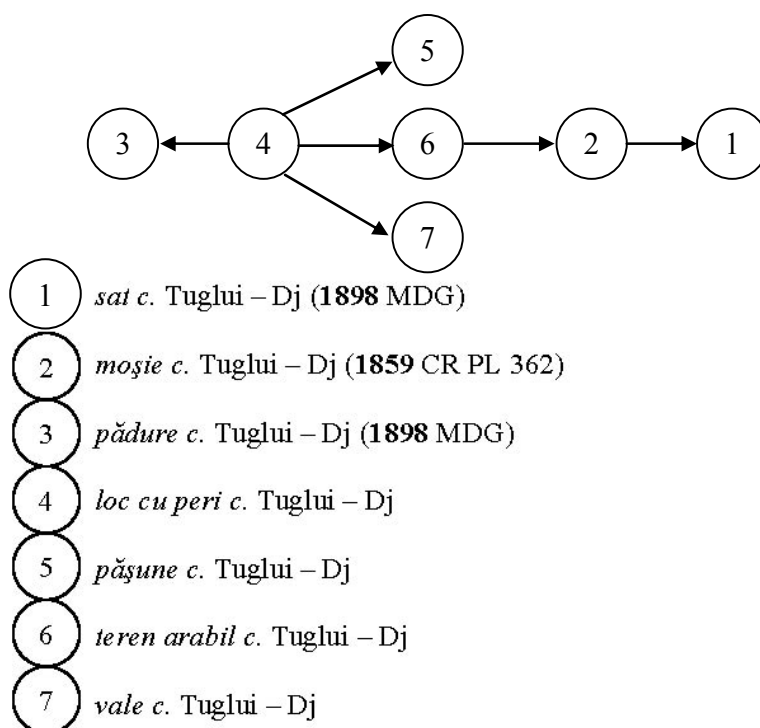 5
3 4 6 2 1
7
1 sat c. Tuglui – Dj (1898 MDG)
2 moşie c. Tuglui – Dj (1859 CR PL 362)
3 pădure c. Tuglui – Dj (1898 MDG)
4 loc cu peri c. Tuglui – Dj
5 păşune c. Tuglui – Dj
6 teren arabil c. Tuglui – Dj
7 vale c. Tuglui – Dj